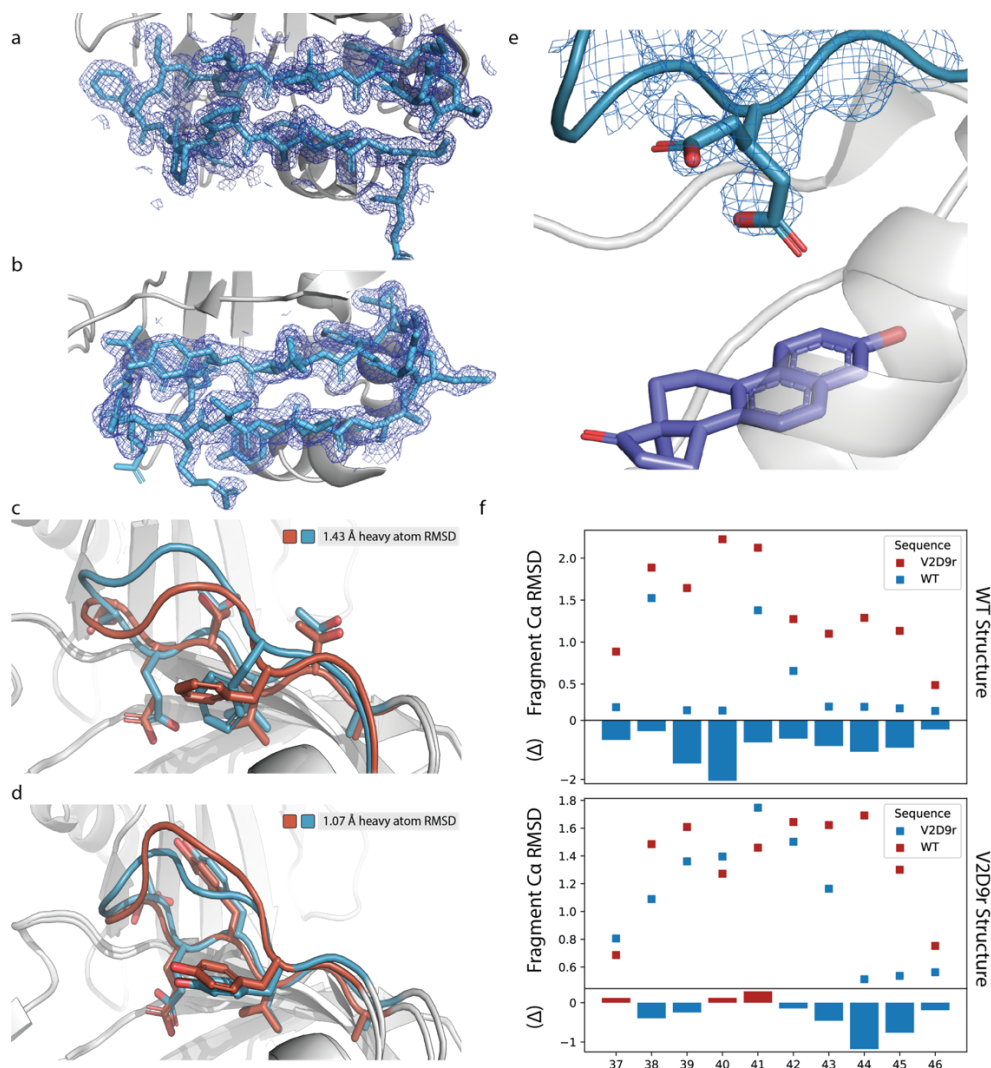 a
e
b
c
1.43 Å heavy atom RMSD
d
1.07 Å heavy atom RMSD
f
Fragment Cα RMSD
2.0
1.5
1.0
0.5
0
Sequence
V2D9r
WT
WT Structure
(Δ)
−2
Fragment Cα RMSD
1.8
1.6
1.4
1.2
1.0
0.8
0.6
Sequence
V2D9r
WT
V2D9r Structure
(Δ)
0
−1
37 38 39 40 41 42 43 44 45 46